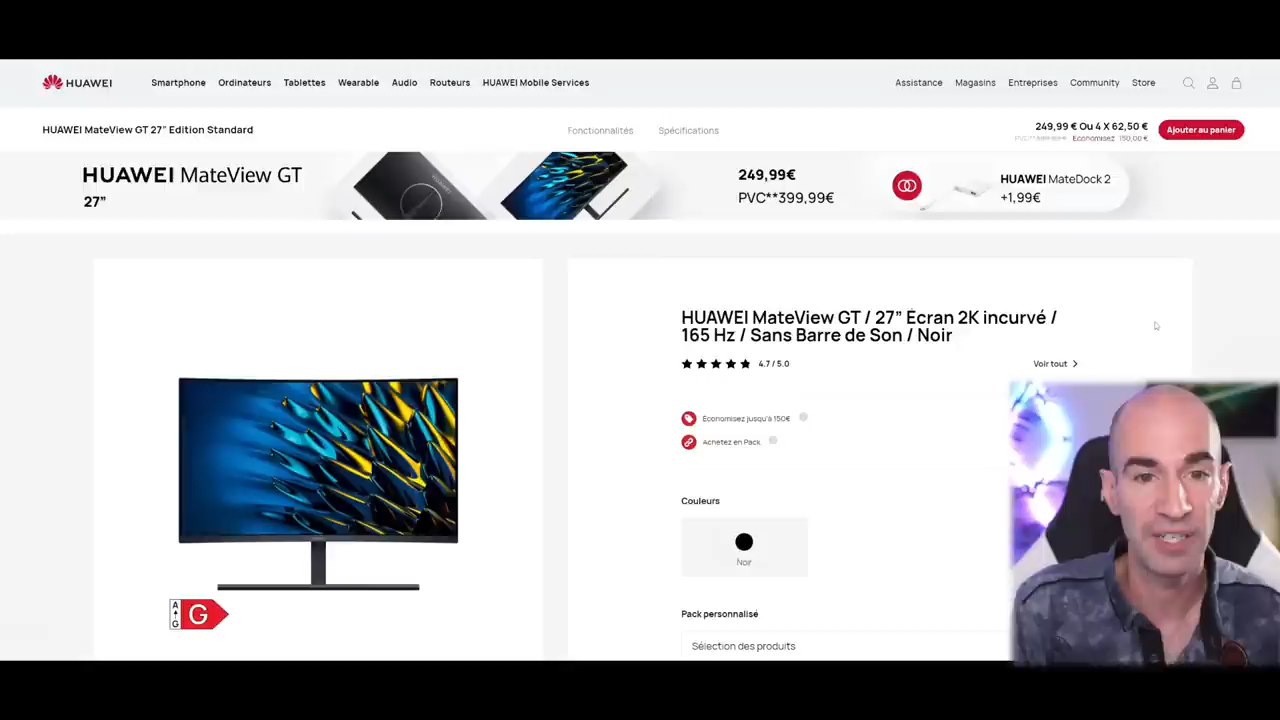 HUAWEI
Smartphone Ordinateurs Tablettes Wearable Audio Routeurs HUAWEI Mobile Services
Assistance Magasins Entreprises Community Store
HUAWEI MateView GT 27” Edition Standard
Fonctionnalités Spécifications
249,99 € Ou 4 X 62,50 €
Économisez 150,00 €
Ajouter au panier
HUAWEI MateView GT
27”
249,99€
PVC**399,99€
HUAWEI MateDock 2
+1,99€
HUAWEI MateView GT / 27” Écran 2K incurvé /
165 Hz / Sans Barre de Son / Noir
4.7 / 5.0
Voir tout
Économisez jusqu'à 150€
Achetez en Pack
Couleurs
Noir
Pack personnalisé
Sélection des produits
A
G
G